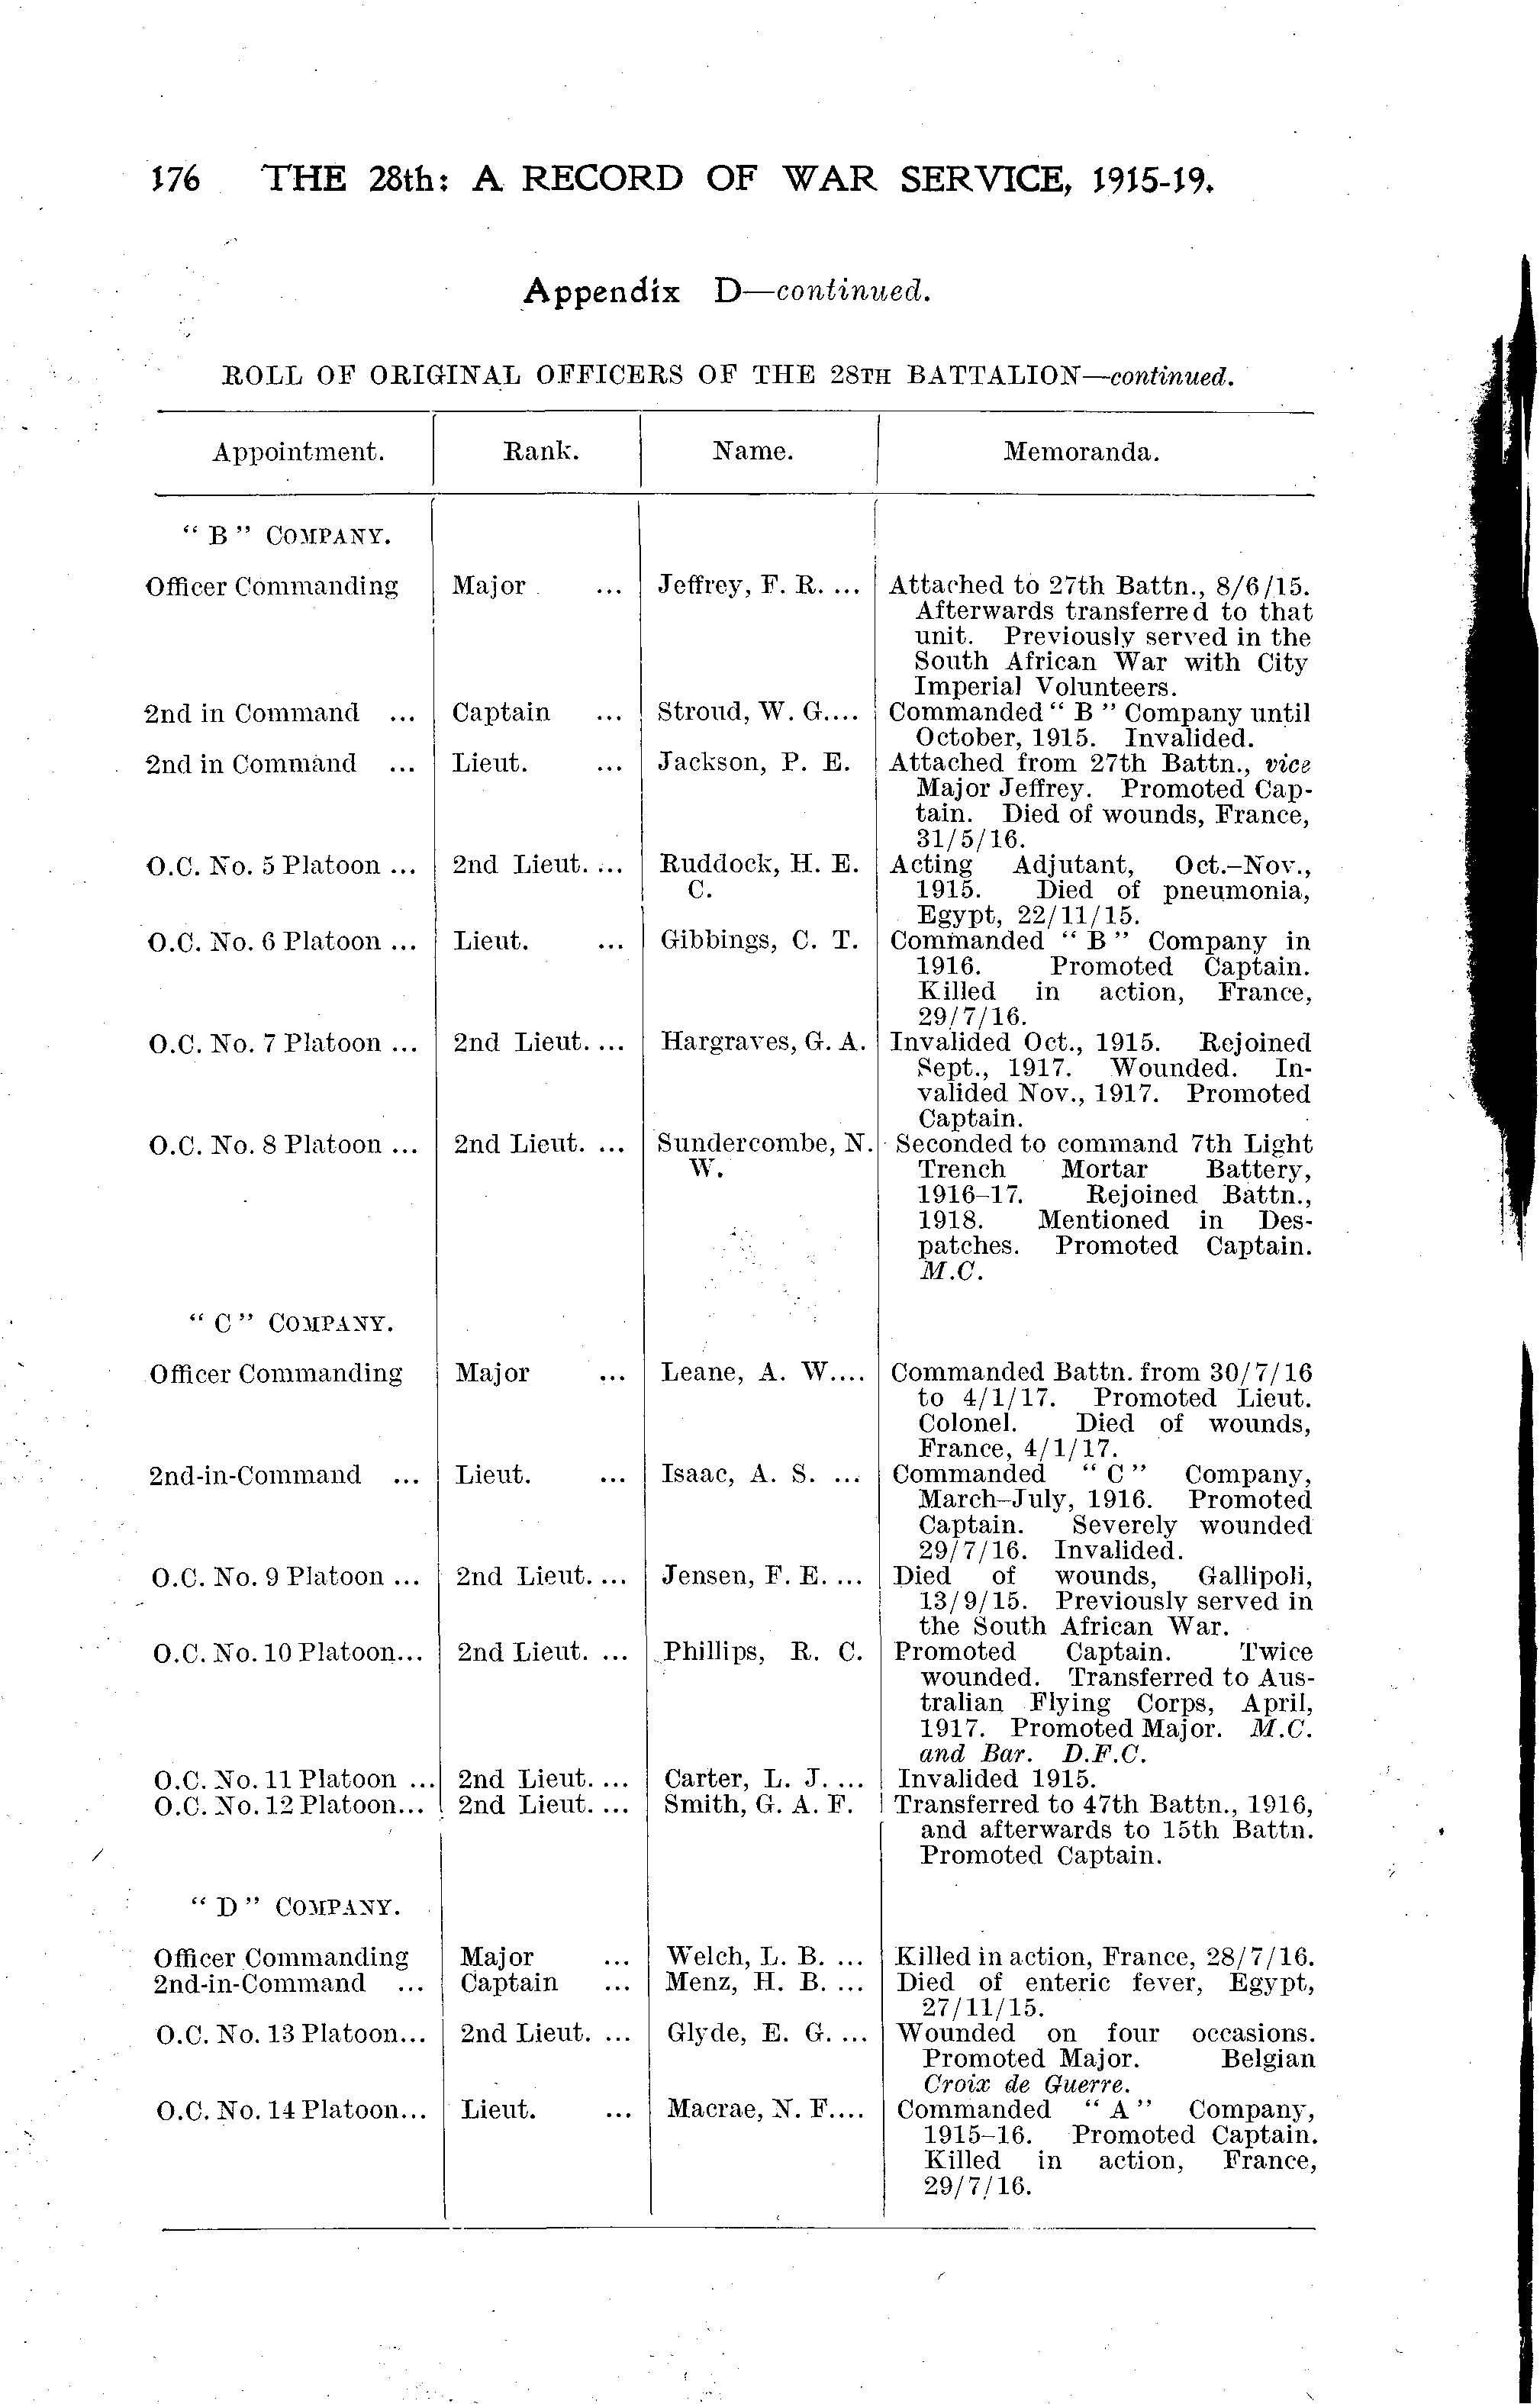 176 THE 28th: A RECORD OF WAR SERVICE, 1915-19.
Appendix D—continued.
ROLL OF ORIGINAL OFFICERS OF THE 28TH BATTALION—continued.
Appointment. Rank. Name. Memoranda.
“ B ” COMPANY.
Officer Commanding Major ... Jeffrey, F. R. ... Attached to 27th Battn., 8/6/15.
Afterwards transferred to that
unit. Previously served in the
South African War with City
Imperial Volunteers.
2nd in Command ... Captain ... Stroud, W. G.... Commanded “ B ” Company until
October, 1915. Invalided.
2nd in Command ... Lieut. ... Jackson, P. E. Attached from 27th Battn., vice
Major Jeffrey. Promoted Cap-
tain. Died of wounds, France,
31/5/16.
O.C. No. 5 Platoon ... 2nd Lieut. ... Ruddock, H. E. Acting Adjutant, Oct.–Nov.,
C. 1915. Died of pneumonia,
Egypt, 22/11/15.
O.C. No. 6 Platoon ... Lieut. ... Gibbings, C. T. Commanded “ B ” Company in
1916. Promoted Captain.
Killed in action, France,
29/7/16.
O.C. No. 7 Platoon ... 2nd Lieut. ... Hargraves, G. A. Invalided Oct., 1915. Rejoined
Sept., 1917. Wounded. In-
valided Nov., 1917. Promoted
Captain.
O.C. No. 8 Platoon ... 2nd Lieut. ... Sundercombe, N. Seconded to command 7th Light
W. Trench Mortar Battery,
1916–17. Rejoined Battn.,
1918. Mentioned in Des-
patches. Promoted Captain.
M.C.
“ C ” COMPANY.
Officer Commanding Major ... Leane, A. W.... Commanded Battn. from 30/7/16
to 4/1/17. Promoted Lieut.
Colonel. Died of wounds,
France, 4/1/17.
2nd-in-Command ... Lieut. ... Isaac, A. S. ... Commanded “ C ” Company,
March–July, 1916. Promoted
Captain. Severely wounded
29/7/16. Invalided.
O.C. No. 9 Platoon ... 2nd Lieut. ... Jensen, F. E. ... Died of wounds, Gallipoli,
13/9/15. Previously served in
the South African War.
O.C. No. 10 Platoon... 2nd Lieut. ... Phillips, R. C. Promoted Captain. Twice
wounded. Transferred to Aus-
tralian Flying Corps, April,
1917. Promoted Major. M.C.
and Bar. D.F.C.
O.C. No. 11 Platoon ... 2nd Lieut. ... Carter, L. J. ... Invalided 1915.
O.C. No. 12 Platoon... 2nd Lieut. ... Smith, G. A. F. Transferred to 47th Battn., 1916,
and afterwards to 15th Battn.
Promoted Captain.
“ D ” COMPANY.
Officer Commanding Major ... Welch, L. B. ... Killed in action, France, 28/7/16.
2nd-in-Command ... Captain ... Menz, H. B. ... Died of enteric fever, Egypt,
27/11/15.
O.C. No. 13 Platoon... 2nd Lieut. ... Glyde, E. G. ... Wounded on four occasions.
Promoted Major. Belgian
Croix de Guerre.
O.C. No. 14 Platoon... Lieut. ... Macrae, N. F.... Commanded “ A ” Company,
1915–16. Promoted Captain.
Killed in action, France,
29/7/16.